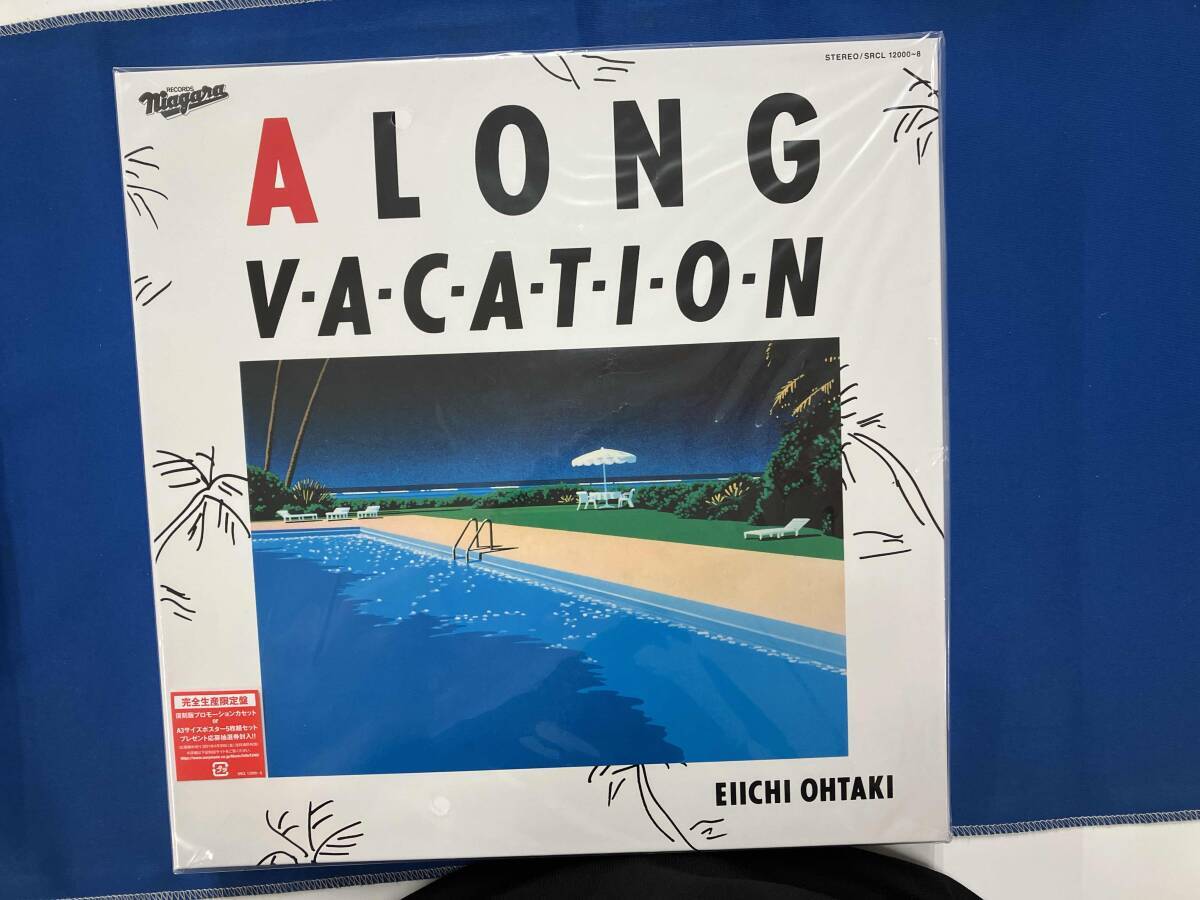 STEREO/SRCL 12000~8
RECORDS
Niagara
A LONG
V·A·C·A·T·I·O·N
完全生産限定盤
復刻版プロモーションカセット
or
A3サイズポスター5枚組セット
プレゼント応募抽選券封入!!
EIICHI OHTAKI